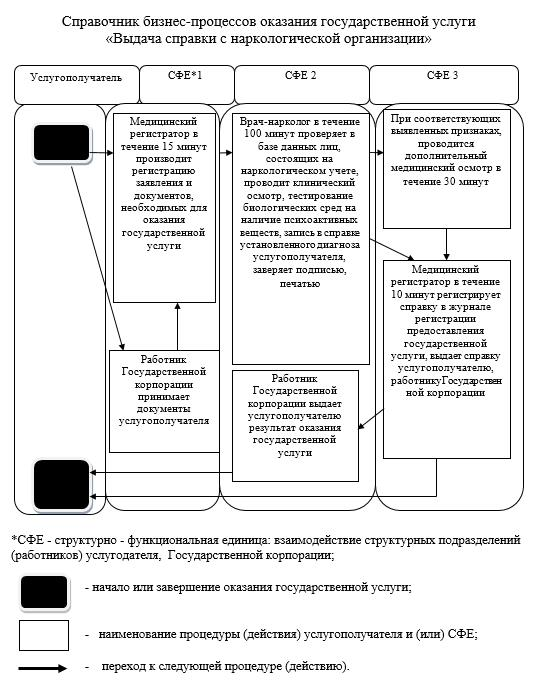 Справочник бизнес-процессов оказания государственной услуги
«Выдача справки с наркологической организации»
Услугополучатель
СФЕ*1
СФЕ 2
СФЕ 3
Медицинский
регистратор в
течение 15 минут
производит
регистрацию
заявления и
документов,
необходимых для
оказания
государственной
услуги
Врач-нарколог в течение
100 минут проверяет в
базе данных лиц,
состоящих на
наркологическом учете,
проводит клинический
осмотр, тестирование
биологических сред на
наличие психоактивных
веществ, запись в справке
установленного диагноза
услугополучателя,
заверяет подписью,
печатью
При соответствующих
выявленных признаках,
проводится
дополнительный
медицинский осмотр в
течение 30 минут
Медицинский
регистратор в течение
10 минут регистрирует
справку в журнале
регистрации
предоставления
государственной
услуги, выдает справку
услугополучателю,
работникуГосударствен
ной корпорации
Работник
Государственной
корпорации
принимает
документы
услугополучателя
Работник
Государственной
корпорации выдает
услугополучателю
результат оказания
государственной
услуги
*СФЕ - структурно - функциональная единица: взаимодействие структурных подразделений
(работников) услугодателя, Государственной корпорации;
- начало или завершение оказания государственной услуги;
- наименование процедуры (действия) услугополучателя и (или) СФЕ;
- переход к следующей процедуре (действию).